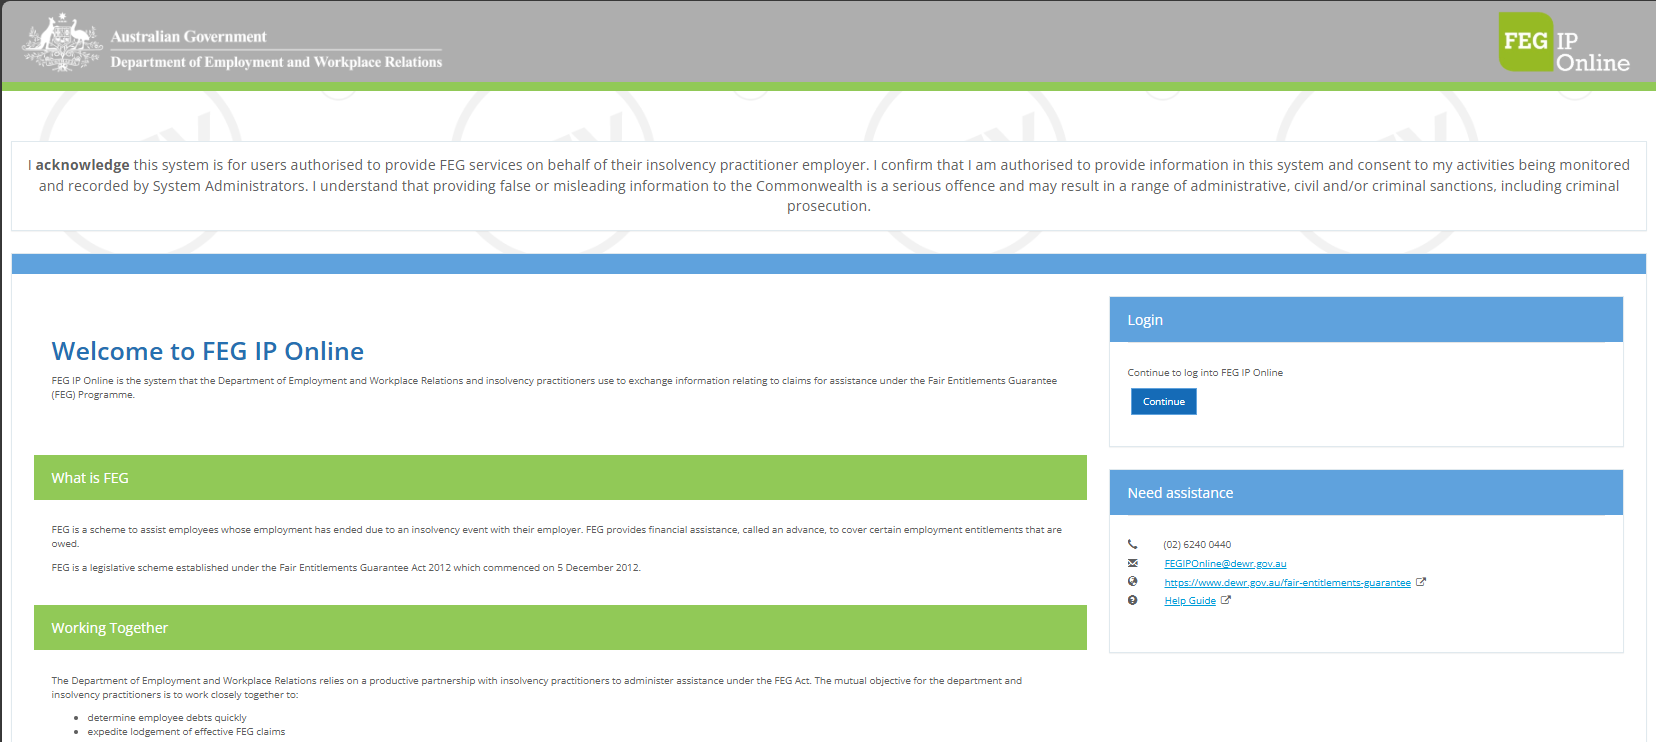 Australian Government
Department of Employment and Workplace Relations
FEG IP
Online
I acknowledge this system is for users authorised to provide FEG services on behalf of their insolvency practitioner employer. I confirm that I am authorised to provide information in this system and consent to my activities being monitored
and recorded by System Administrators. I understand that providing false or misleading information to the Commonwealth is a serious offence and may result in a range of administrative, civil and/or criminal sanctions, including criminal
prosecution.
Welcome to FEG IP Online
FEG IP Online is the system that the Department of Employment and Workplace Relations and insolvency practitioners use to exchange information relating to claims for assistance under the Fair Entitlements Guarantee
(FEG) Programme.
What is FEG
FEG is a scheme to assist employees whose employment has ended due to an insolvency event with their employer. FEG provides financial assistance, called an advance, to cover certain employment entitlements that are
owed.
FEG is a legislative scheme established under the Fair Entitlements Guarantee Act 2012 which commenced on 5 December 2012.
Working Together
The Department of Employment and Workplace Relations relies on a productive partnership with insolvency practitioners to administer assistance under the FEG Act. The mutual objective for the department and
insolvency practitioners is to work closely together to:
• determine employee debts quickly
• expedite lodgement of effective FEG claims
Login
Continue to log into FEG IP Online
Continue
Need assistance
(02) 6240 0440
FEGIPOnline@dewr.gov.au
https://www.dewr.gov.au/fair-entitlements-guarantee
Help Guide